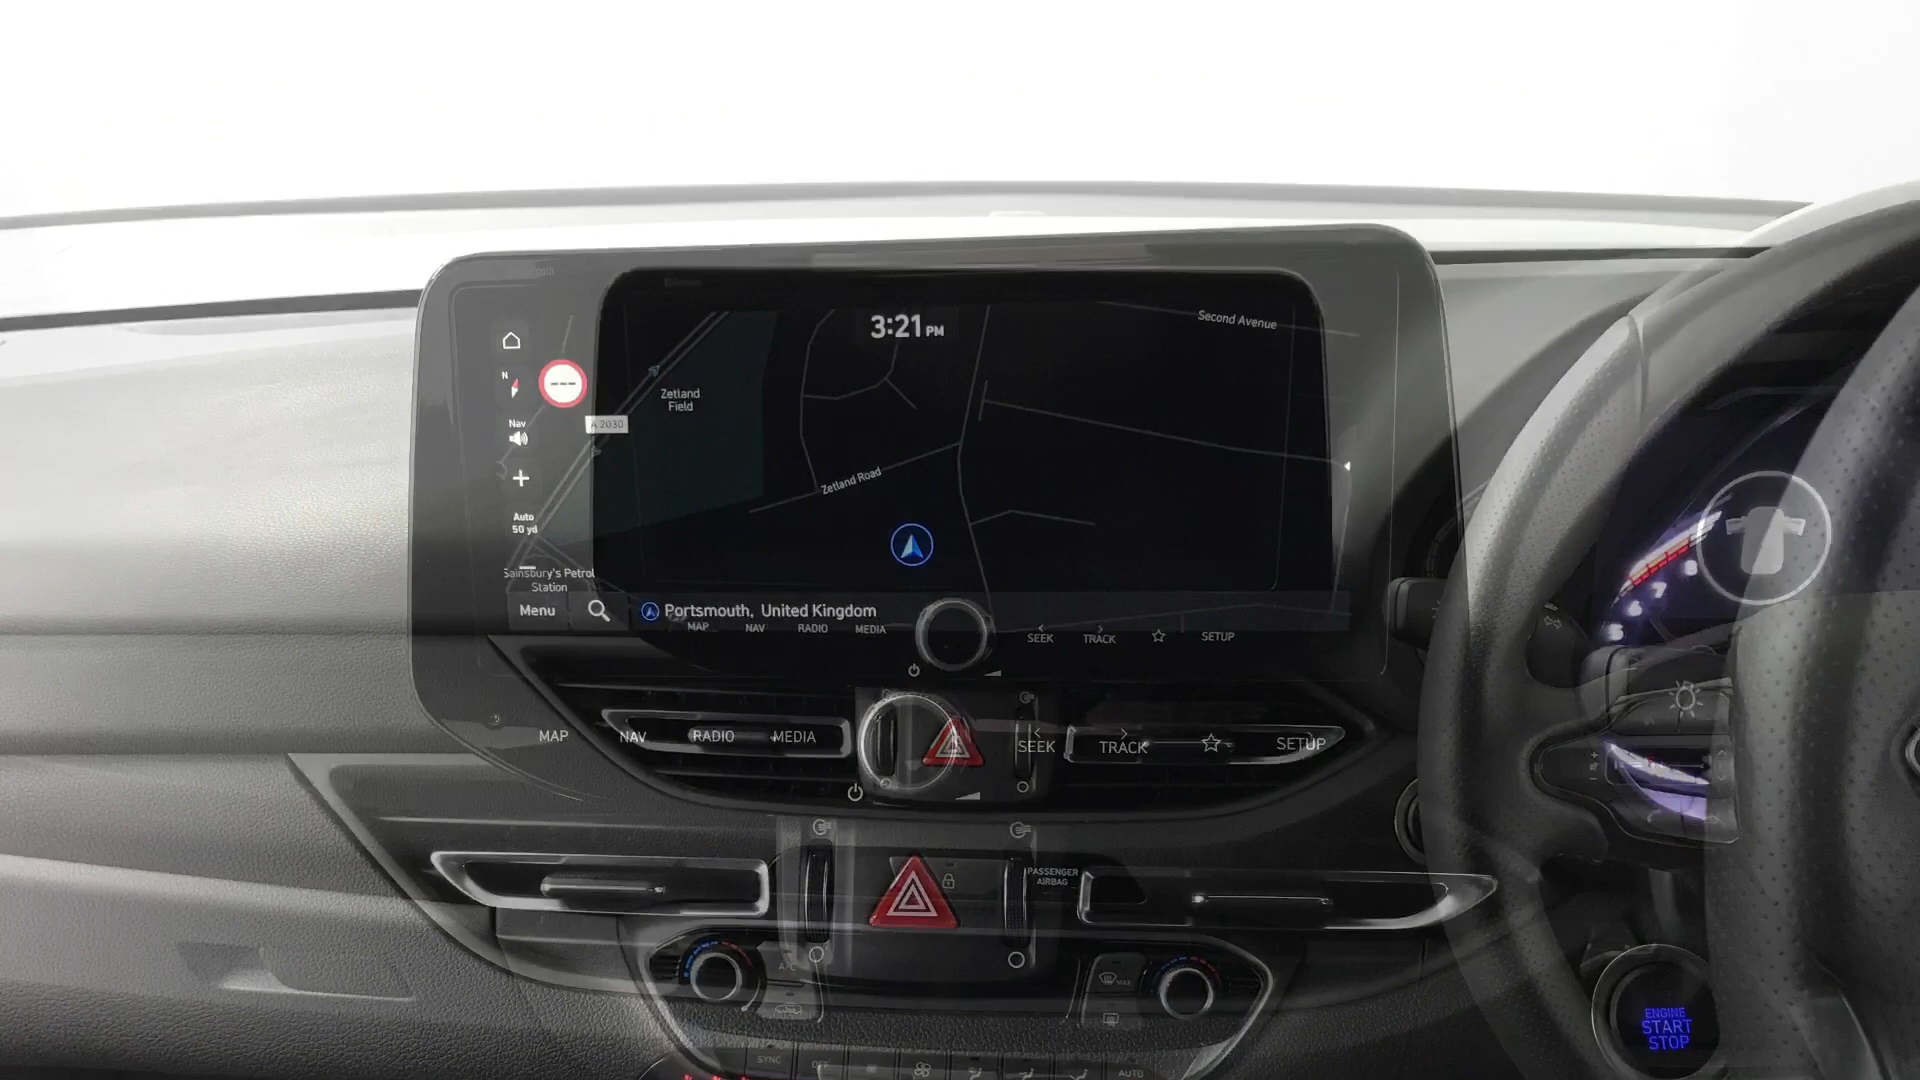 3:21 PM
Second Avenue
N
Zetland
Field
Nav
A 2030
Zetland Road
Auto
50 yd
Sainsbury's Petrol
Station
Menu
Portsmouth, United Kingdom
MAP NAV RADIO MEDIA
SEEK TRACK SETUP
MAP NAV RADIO MEDIA
SEEK TRACK SETUP
PASSENGER
AIRBAG
A/C
MAX
ENGINE
START
STOP
SYNC OFF AUTO